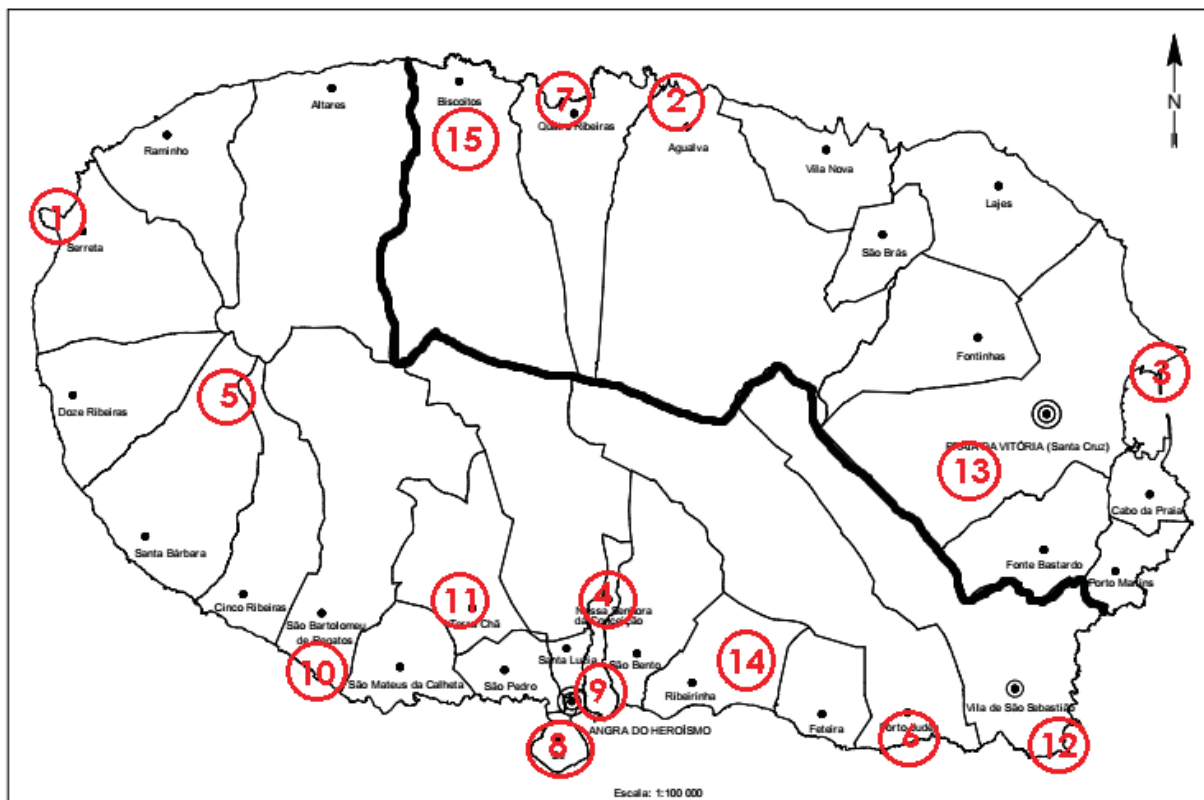 N
Altares
Biscoitos
7
2
Quatro Ribeiras
15
Agualva
Raminho
Vila Nova
Lajes
1
Serreta
São Brás
Fontinhas
3
5
Doze Ribeiras
PRAIA DA VITÓRIA (Santa Cruz)
13
Cabo da Praia
Santa Bárbara
Fonte Bastardo
Porto Martins
Cinco Ribeiras
11
4
São Bartolomeu
de Regatos
Terra Chã
Nossa Senhora
da Conceição
10
Santa Luzia
São Bento
14
São Mateus da Calheta
São Pedro
9
Ribeirinha
Vila de São Sebastião
8
ANGRA DO HEROÍSMO
Feteira
Porto Judeu
6
12
Escala: 1:100 000